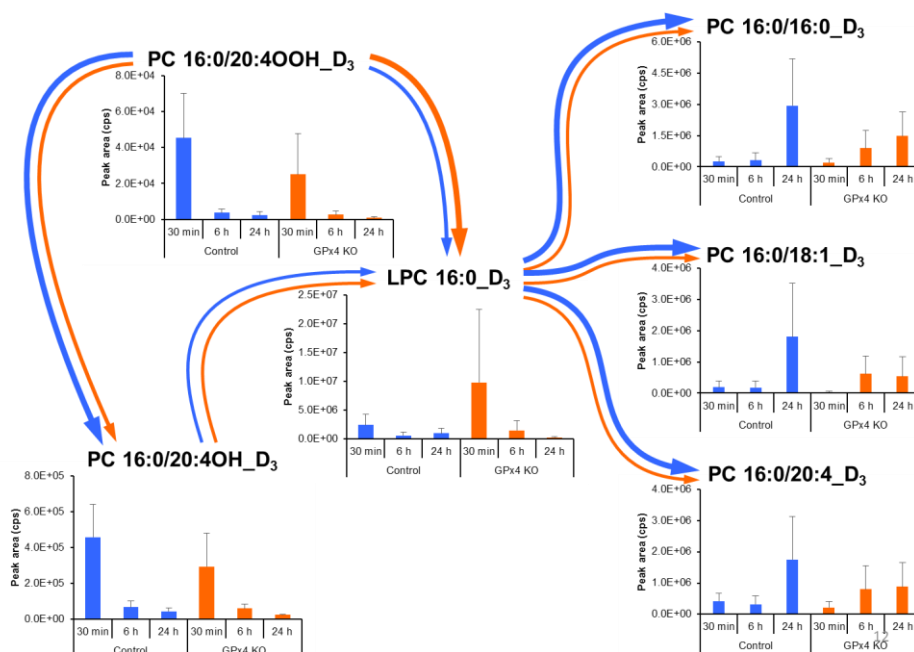 PC 16:0/20:4OOH_D₃
Peak area (cps)
8.0E+04
6.0E+04
4.0E+04
2.0E+04
0.0E+00
30 min 6 h 24 h 30 min 6 h 24 h
Control GPx4 KO
PC 16:0/20:4OH_D₃
Peak area (cps)
8.0E+05
6.0E+05
4.0E+05
2.0E+05
0.0E+00
30 min 6 h 24 h 30 min 6 h 24 h
Control GPx4 KO
LPC 16:0_D₃
Peak area (cps)
2.5E+07
2.0E+07
1.5E+07
1.0E+07
5.0E+06
0.0E+00
30 min 6 h 24 h 30 min 6 h 24 h
Control GPx4 KO
PC 16:0/16:0_D₃
Peak area (cps)
6.0E+06
4.5E+06
3.0E+06
1.5E+06
0.0E+00
30 min 6 h 24 h 30 min 6 h 24 h
Control GPx4 KO
PC 16:0/18:1_D₃
Peak area (cps)
4.0E+06
3.0E+06
2.0E+06
1.0E+06
0.0E+00
30 min 6 h 24 h 30 min 6 h 24 h
Control GPx4 KO
PC 16:0/20:4_D₃
Peak area (cps)
4.0E+06
3.0E+06
2.0E+06
1.0E+06
0.0E+00
30 min 6 h 24 h 30 min 6 h 24 h
Control GPx4 KO
12